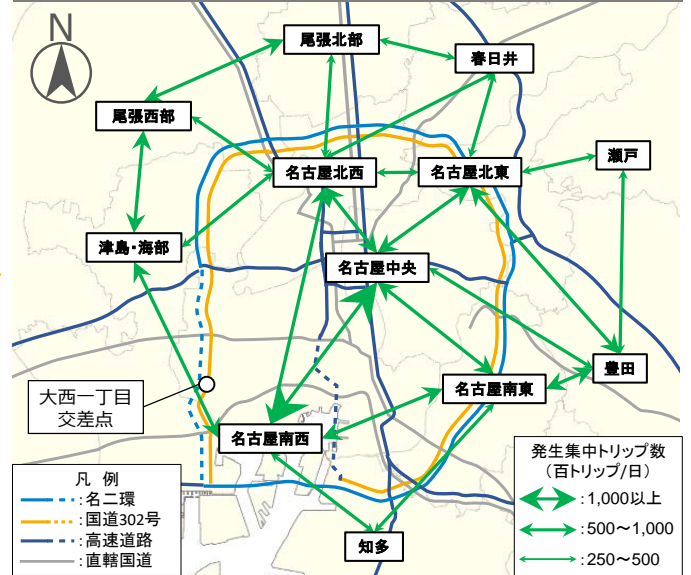 N
尾張北部
春日井
尾張西部
瀬戸
名古屋北西
名古屋北東
津島・海部
名古屋中央
豊田
大西一丁目
交差点
名古屋南東
名古屋南西
知多
凡 例
:名二環
:国道302号
:高速道路
:直轄国道
発生集中トリップ数
(百トリップ/日)
:1,000以上
:500~1,000
:250~500